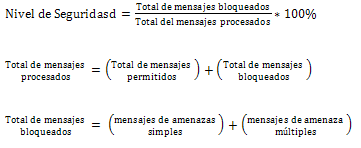 Nivel de Seguridasd = Total de mensajes bloqueados / Total del mensajes procesados * 100%
Total de mensajes procesados = (Total de mensajes permitidos) + (Total de mensajes bloqueados)
Total de mensajes bloqueados = (mensajes de amenazas simples) + (mensajes de amenaza múltiples)